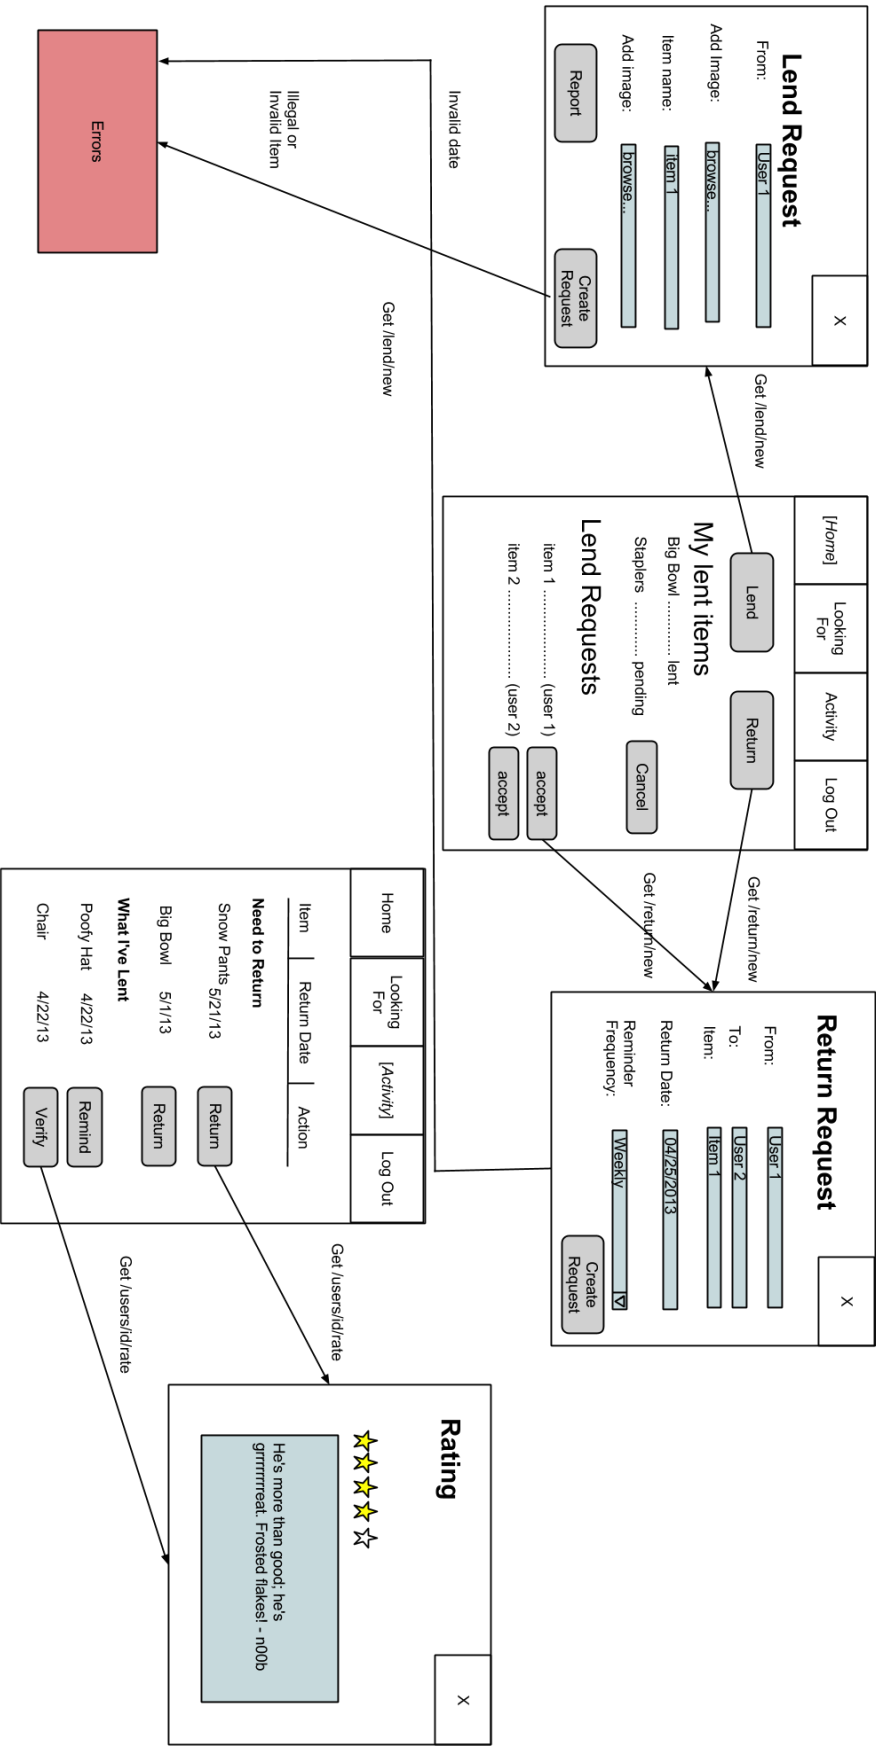 Lend Request
X
From:
User 1
Add Image:
browse...
Item name:
item 1
Add image:
browse...
Report
Create
Request
Get /lend/new
[Home]
Looking
For
Activity
Log Out
Lend
Return
My lent items
Big Bowl ............ lent
Staplers ............. pending
Cancel
Lend Requests
item 1 ..................... (user 1)
accept
item 2 ..................... (user 2)
accept
Get /return/new
Get /return/new
Return Request
X
From:
User 1
To:
User 2
Item:
Item 1
Return Date:
04/25/2013
Reminder
Frequency:
Weekly
Create
Request
Invalid date
Get /lend/new
Illegal or
Invalid Item
Errors
Home
Looking
For
[Activity]
Log Out
Item
Return Date
Action
Need to Return
Snow Pants 5/21/13
Return
Big Bowl 5/1/13
Return
What I've Lent
Poofy Hat 4/22/13
Remind
Chair 4/22/13
Verify
Get /users/id/rate
Get /users/id/rate
Rating
X
He's more than good; he's
grrrrrrreat. Frosted flakes! - n00b